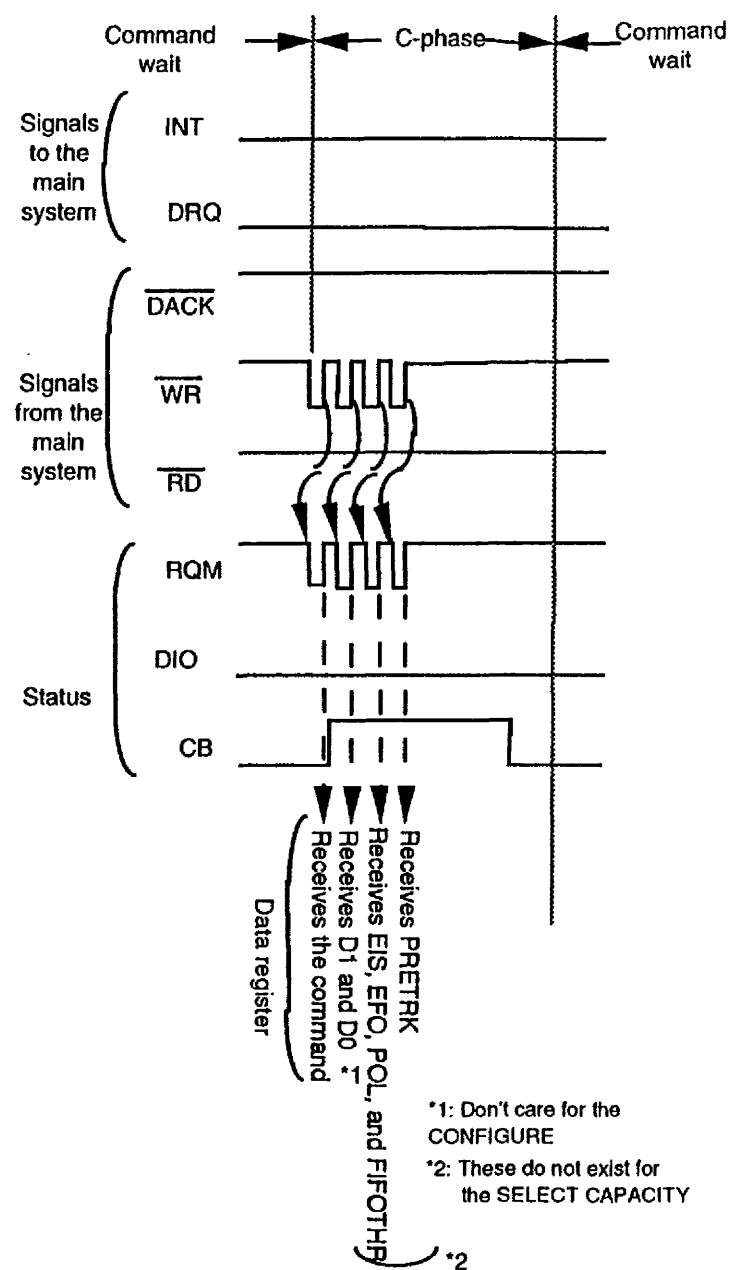 Command
wait
C-phase
Command
wait
Signals
to the
main
system
INT
DRQ
DACK
Signals
from the
main
system
WR
RD
RQM
DIO
Status
CB
Data register
Receives the command
Receives D1 and D0 *1
Receives EIS, EFO, POL, and FIFOTHR
Receives PRETRK
*1: Don't care for the
CONFIGURE
*2: These do not exist for
the SELECT CAPACITY
*2